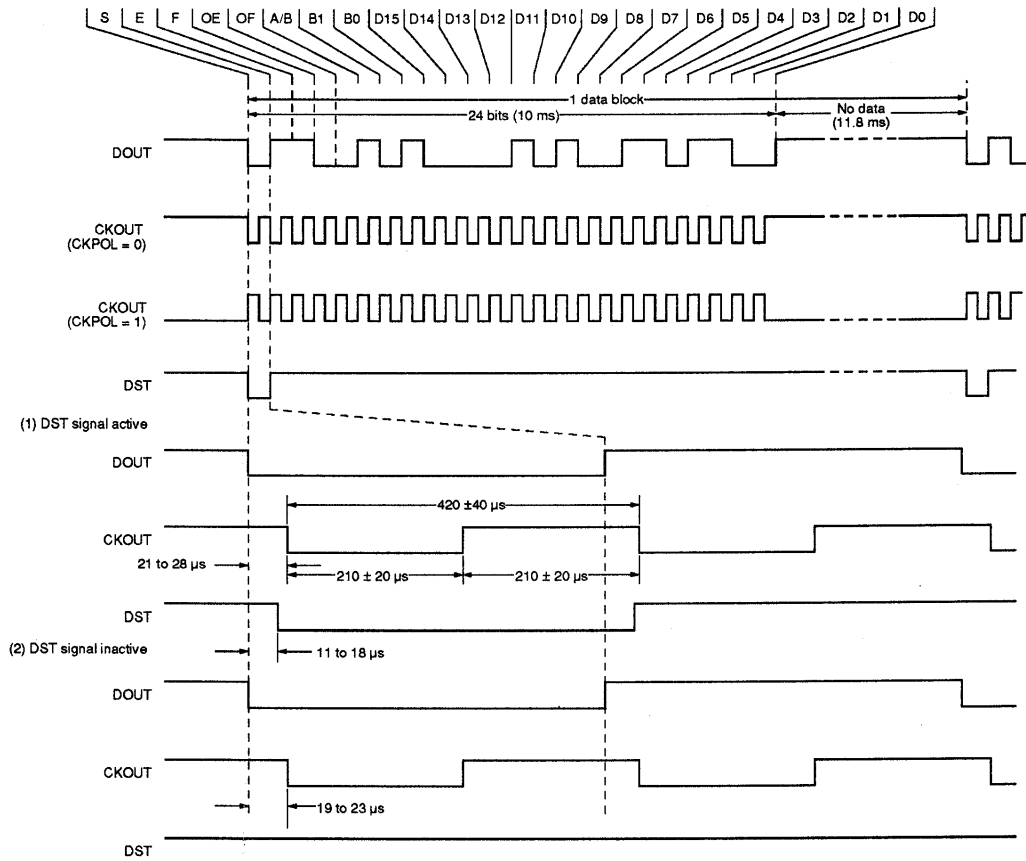 S E F OE OF A/B B1 B0 D15 D14 D13 D12 D11 D10 D9 D8 D7 D6 D5 D4 D3 D2 D1 D0
1 data block
24 bits (10 ms)
No data
(11.8 ms)
DOUT
CKOUT
(CKPOL = 0)
CKOUT
(CKPOL = 1)
DST
(1) DST signal active
DOUT
420 ±40 µs
CKOUT
21 to 28 µs
210 ± 20 µs
210 ± 20 µs
DST
(2) DST signal inactive
11 to 18 µs
DOUT
CKOUT
19 to 23 µs
DST